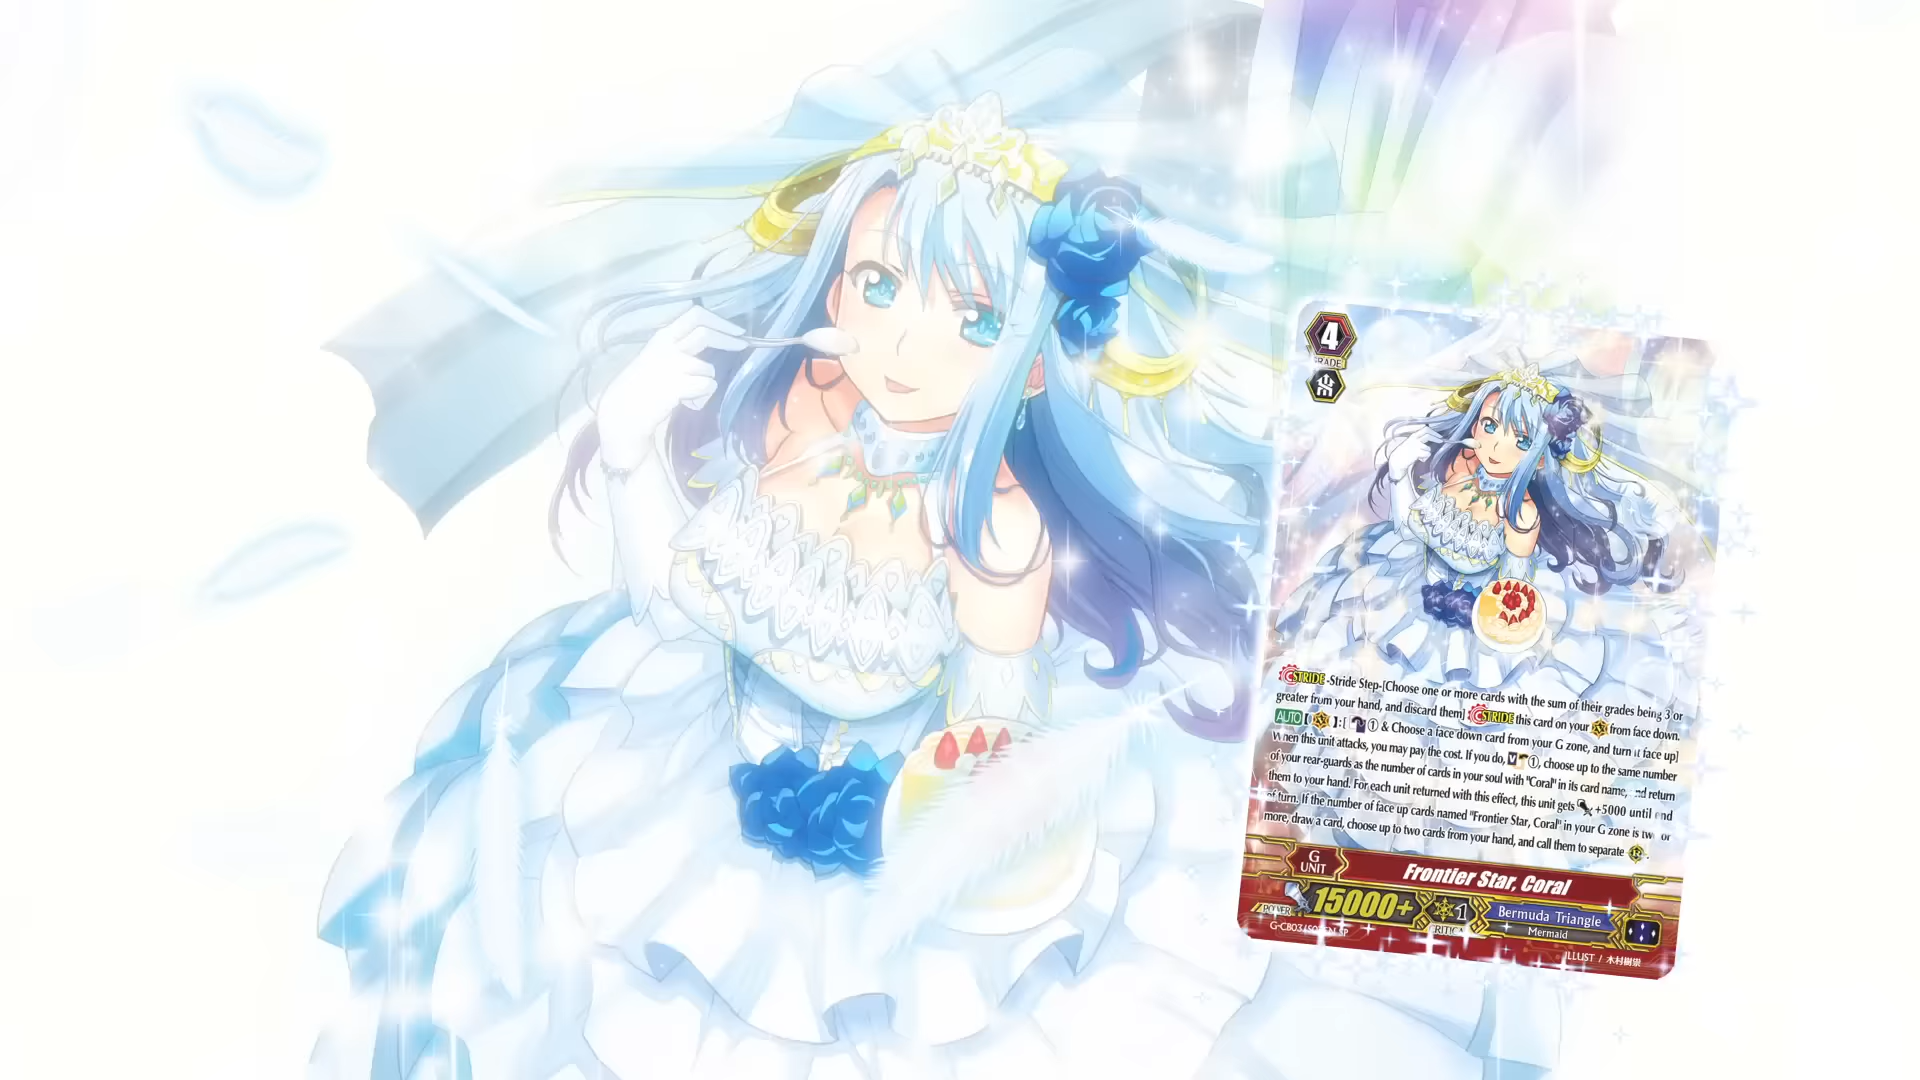 4
GRADE
STRIDE -Stride Step-[Choose one or more cards with the sum of their grades being 3 or
greater from your hand, and discard them] STRIDE this card on your from face down.
AUTO [ ]:[ ① & Choose a face down card from your G zone, and turn it face up]
When this unit attacks, you may pay the cost. If you do, ①, choose up to the same number
of your rear-guards as the number of cards in your soul with "Coral" in its card name, and return
them to your hand. For each unit returned with this effect, this unit gets +5000 until end
of turn. If the number of face up cards named "Frontier Star, Coral" in your G zone is two or
more, draw a card, choose up to two cards from your hand, and call them to separate .
G
UNIT
Frontier Star, Coral
POWER 15000+
1
CRITICAL
Bermuda Triangle
Mermaid
ILLUST / 木村樹崇